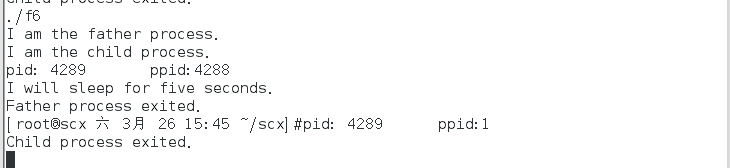 Child process exited.
./f6
I am the father process.
I am the child process.
pid: 4289 ppid:4288
I will sleep for five seconds.
Father process exited.
[root@scx 六 3月 26 15:45 ~/scx]#pid: 4289 ppid:1
Child process exited.